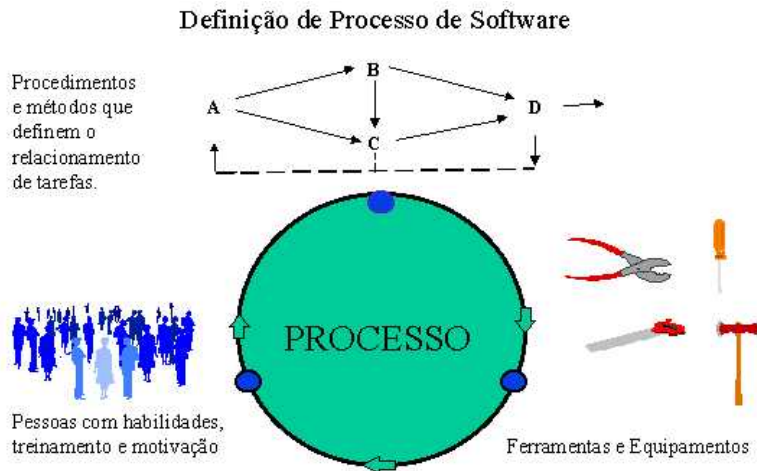 Definição de Processo de Software
Procedimentos
e métodos que
definem o
relacionamento
de tarefas.
A
B
C
D
PROCESSO
Pessoas com habilidades,
treinamento e motivação
Ferramentas e Equipamentos